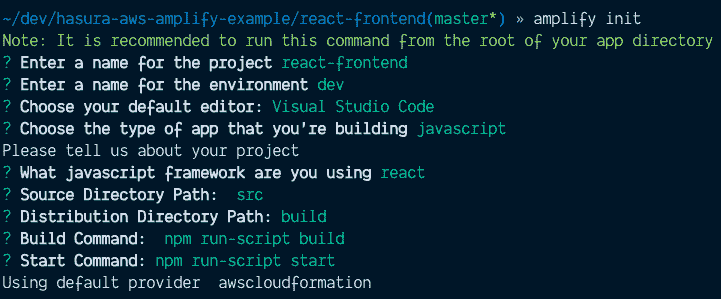 ~/dev/hasura-aws-amplify-example/react-frontend(master*) » amplify init
Note: It is recommended to run this command from the root of your app directory
? Enter a name for the project react-frontend
? Enter a name for the environment dev
? Choose your default editor: Visual Studio Code
? Choose the type of app that you're building javascript
Please tell us about your project
? What javascript framework are you using react
? Source Directory Path:  src
? Distribution Directory Path: build
? Build Command:  npm run-script build
? Start Command: npm run-script start
Using default provider  awscloudformation